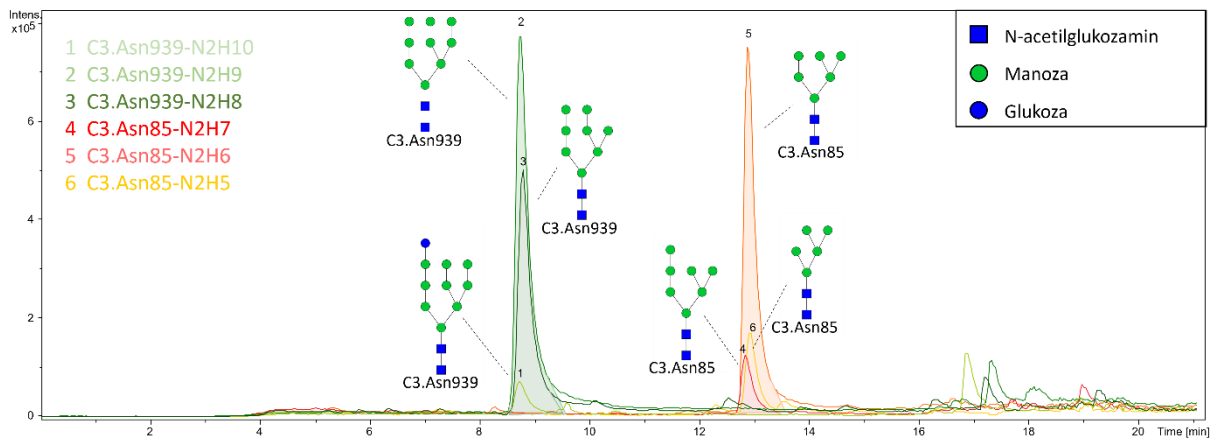 Intens.
x10⁵
8
6
4
2
0
1 C3.Asn939-N2H10
2 C3.Asn939-N2H9
3 C3.Asn939-N2H8
4 C3.Asn85-N2H7
5 C3.Asn85-N2H6
6 C3.Asn85-N2H5
C3.Asn939
2
3
C3.Asn939
C3.Asn939
1
5
C3.Asn85
C3.Asn85
6
4
C3.Asn85
N-acetilglukozamin
Manoza
Glukoza
2 4 6 8 10 12 14 16 18 20 Time [min]